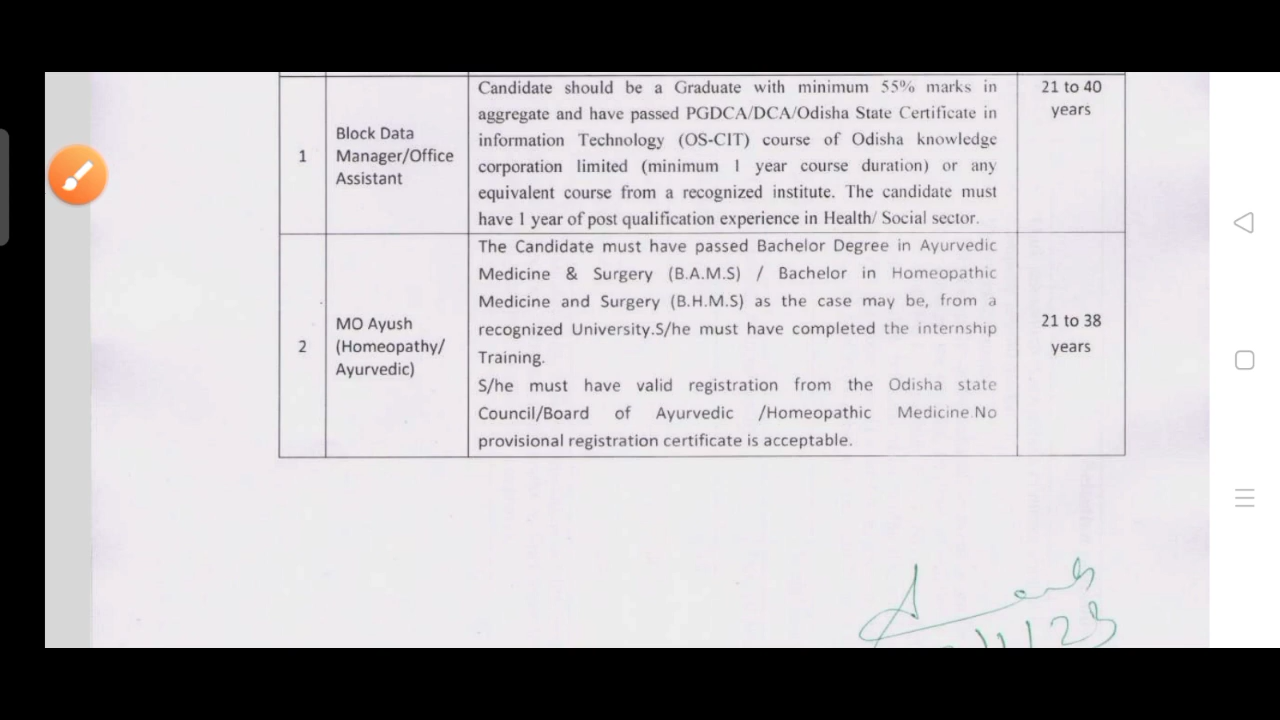 1
Block Data
Manager/Office
Assistant
Candidate should be a Graduate with minimum 55% marks in
aggregate and have passed PGDCA/DCA/Odisha State Certificate in
information Technology (OS-CIT) course of Odisha knowledge
corporation limited (minimum 1 year course duration) or any
equivalent course from a recognized institute. The candidate must
have 1 year of post qualification experience in Health/ Social sector.
21 to 40
years
2
MO Ayush
(Homeopathy/
Ayurvedic)
The Candidate must have passed Bachelor Degree in Ayurvedic
Medicine & Surgery (B.A.M.S) / Bachelor in Homeopathic
Medicine and Surgery (B.H.M.S) as the case may be, from a
recognized University.S/he must have completed the internship
Training.
S/he must have valid registration from the Odisha state
Council/Board of Ayurvedic /Homeopathic Medicine.No
provisional registration certificate is acceptable.
21 to 38
years